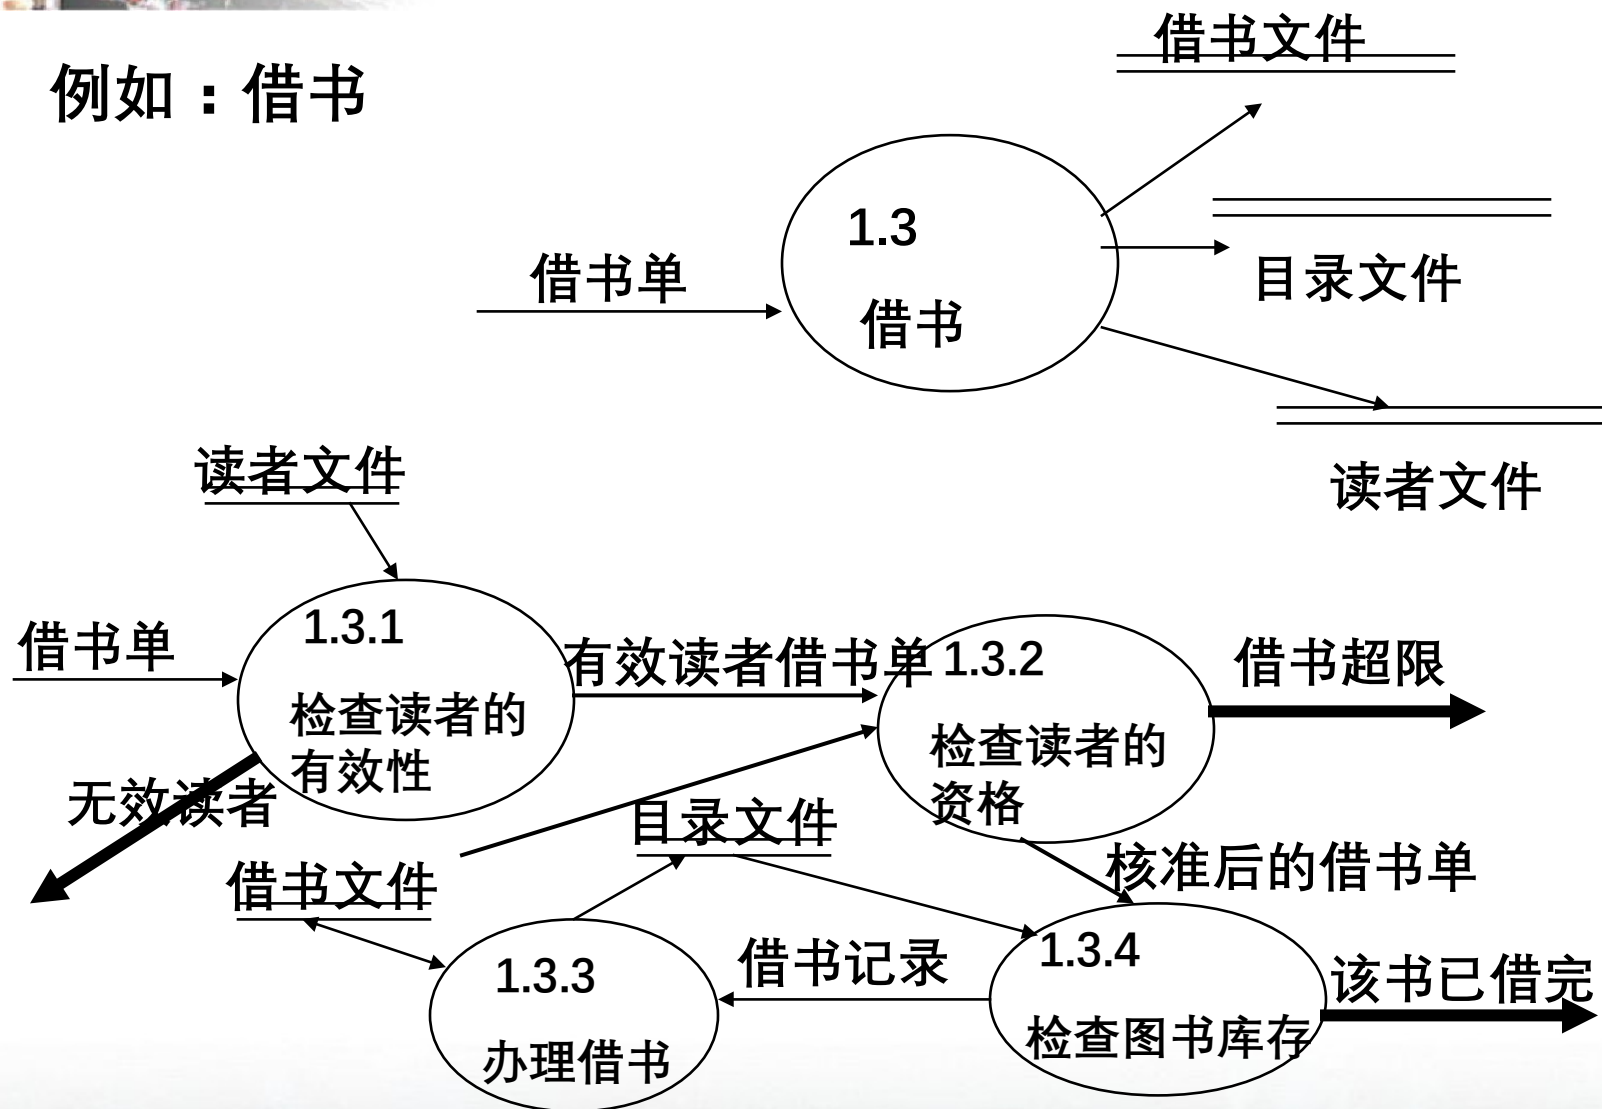 例如：借书
借书文件
1.3
借书
借书单
目录文件
读者文件
读者文件
借书单
1.3.1
检查读者的
有效性
有效读者借书单
1.3.2
检查读者的
资格
借书超限
无效读者
目录文件
借书文件
核准后的借书单
1.3.3
办理借书
借书记录
1.3.4
检查图书库存
该书已借完